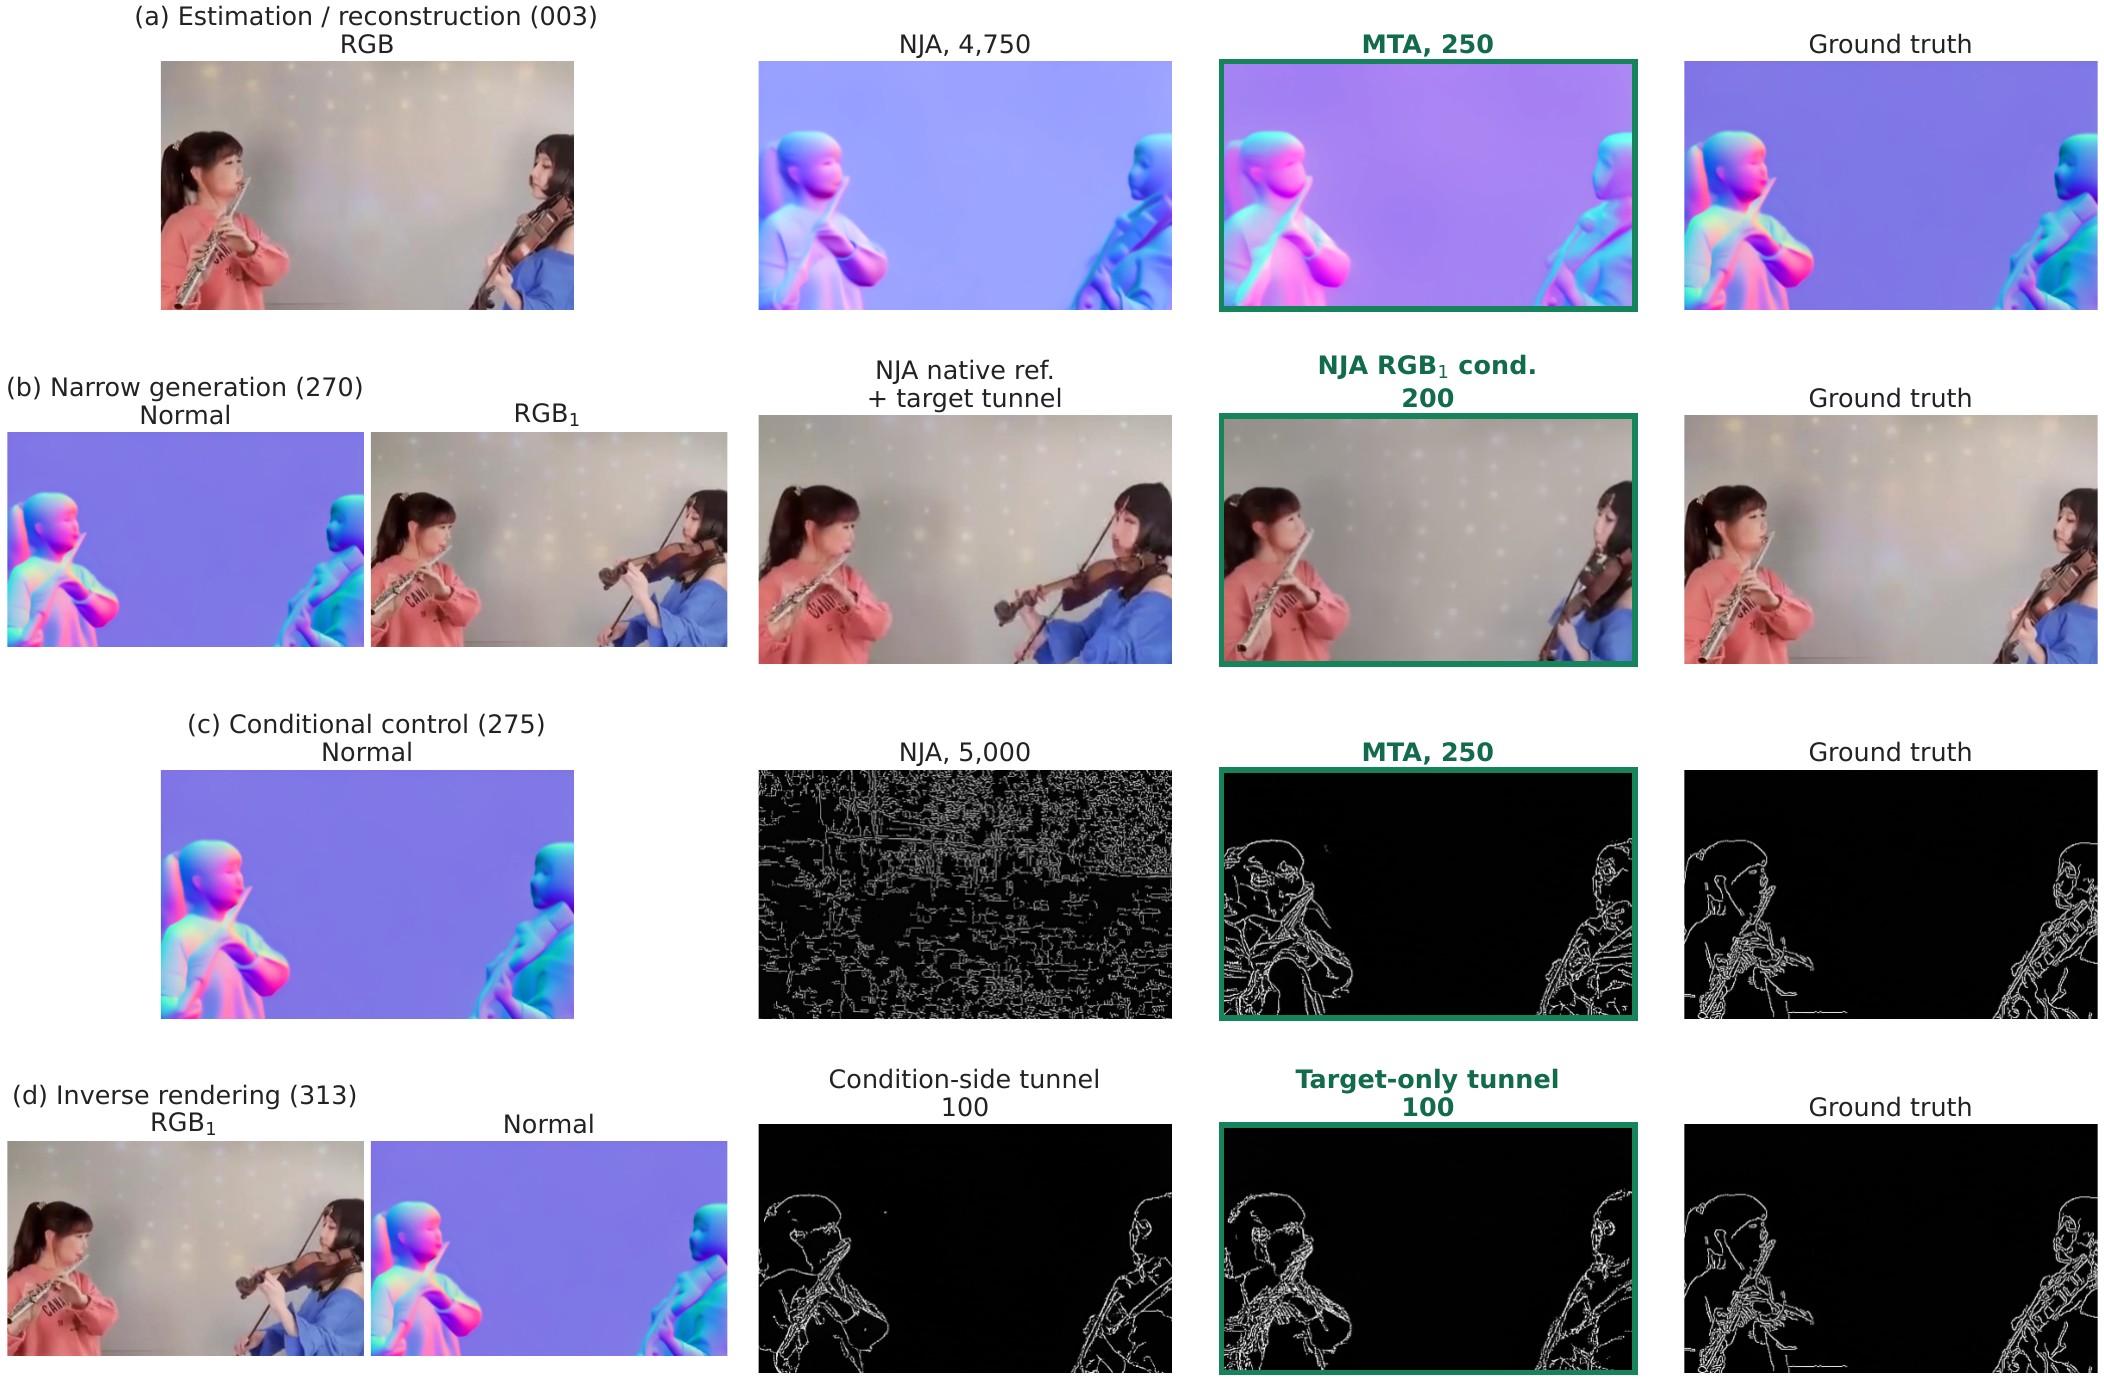 (a) Estimation / reconstruction (003)
RGB
NJA, 4,750
MTA, 250
Ground truth
(b) Narrow generation (270)
Normal
RGB₁
NJA native ref.
+ target tunnel
NJA RGB₁ cond.
200
Ground truth
(c) Conditional control (275)
Normal
NJA, 5,000
MTA, 250
Ground truth
(d) Inverse rendering (313)
RGB₁
Normal
Condition-side tunnel
100
Target-only tunnel
100
Ground truth